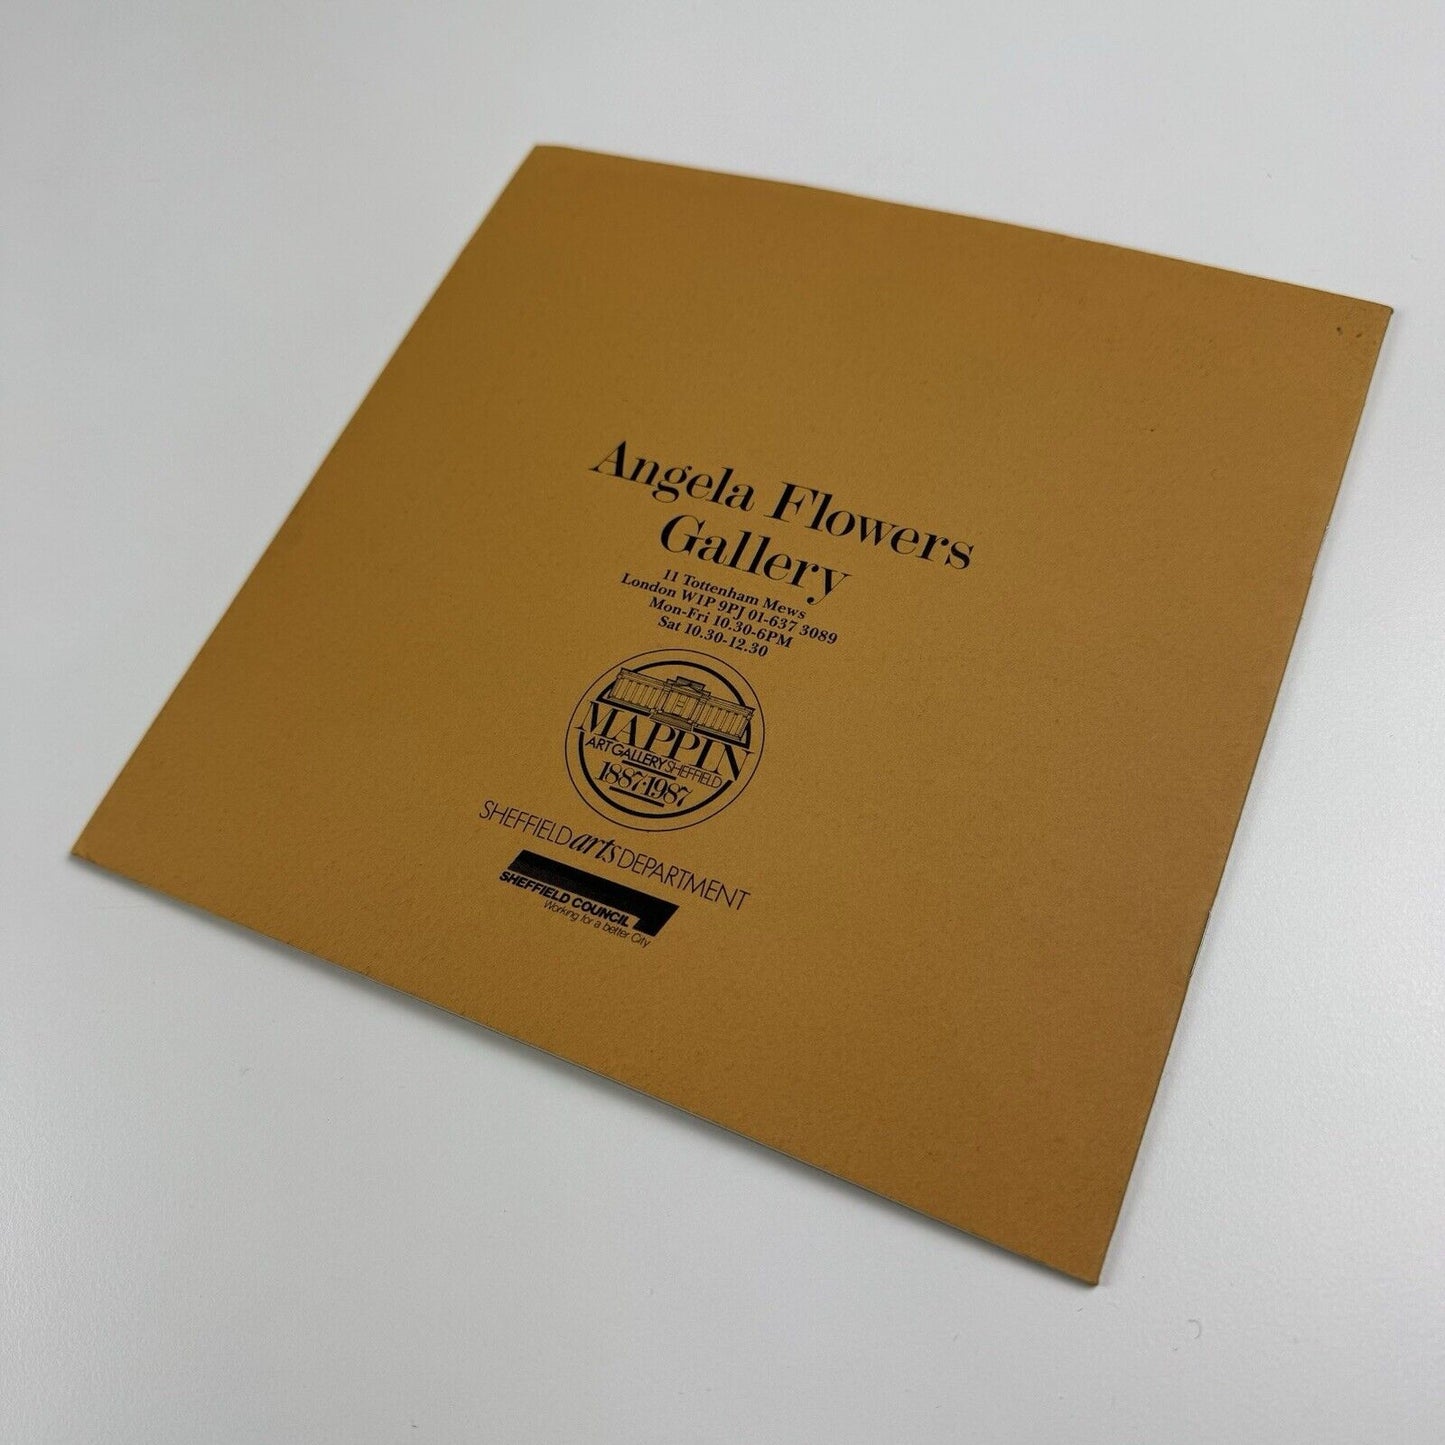 Angela Flowers
Gallery
11 Tottenham Mews
London W1P 9PJ 01-637 3089
Mon-Fri 10.30-6PM
Sat 10.30-12.30
MAPPIN
ART GALLERY SHEFFIELD
1887·1987
SHEFFIELD arts DEPARTMENT
SHEFFIELD COUNCIL
Working for a better City